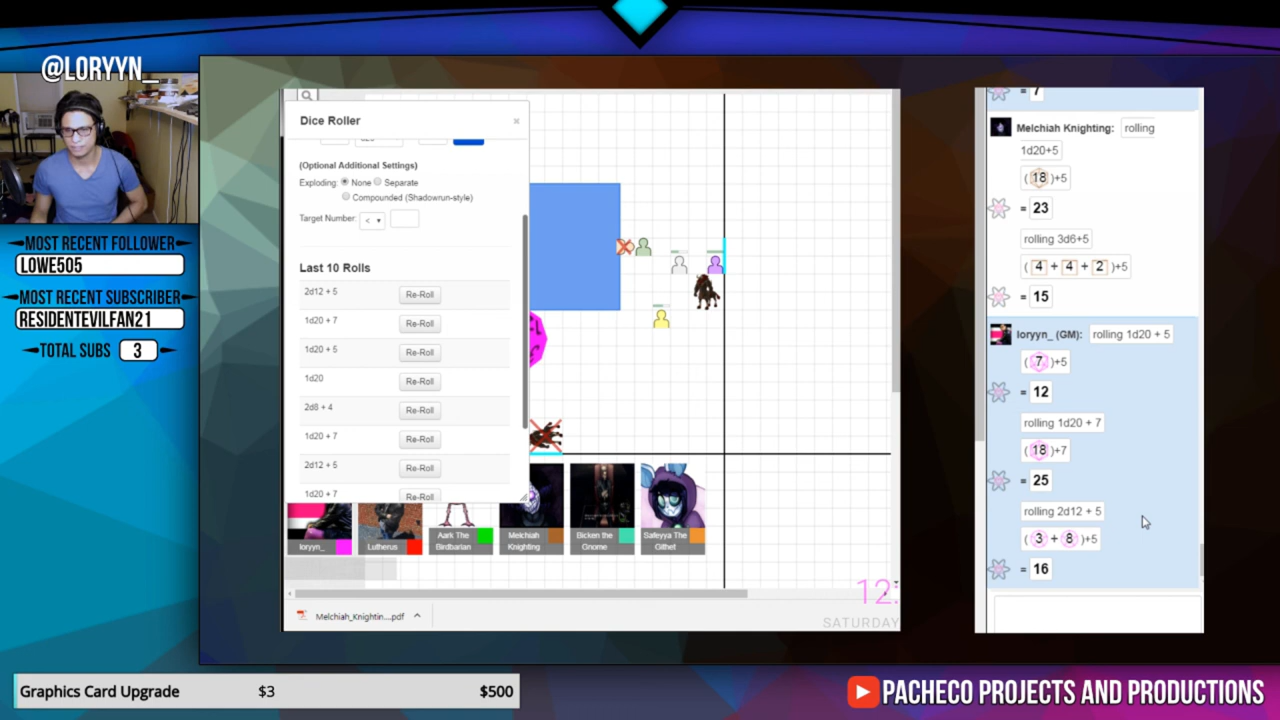 @LORYYN_
MOST RECENT FOLLOWER
LOWE505
MOST RECENT SUBSCRIBER
RESIDENTEVILFAN21
TOTAL SUBS 3
Dice Roller ×
(Optional Additional Settings)
Exploding: None Separate
Compounded (Shadowrun-style)
Target Number: <
Last 10 Rolls
2d12 + 5 Re-Roll
1d20 + 7 Re-Roll
1d20 + 5 Re-Roll
1d20 Re-Roll
2d8 + 4 Re-Roll
1d20 + 7 Re-Roll
2d12 + 5 Re-Roll
1d20 + 7 Re-Roll
loryyn_
Lutherus
Aark The
Birdbarian
Melchiah
Knighting
Bicken the
Gnome
Safeyya The
Githet
Melchiah_Knightin....pdf
12:
SATURDAY
= 7
Melchiah Knighting: rolling
1d20+5
(18)+5
= 23
rolling 3d6+5
(4+4+2)+5
= 15
loryyn_ (GM): rolling 1d20 + 5
(7)+5
= 12
rolling 1d20 + 7
(18)+7
= 25
rolling 2d12 + 5
(3+8)+5
= 16
Graphics Card Upgrade $3 $500
PACHECO PROJECTS AND PRODUCTIONS